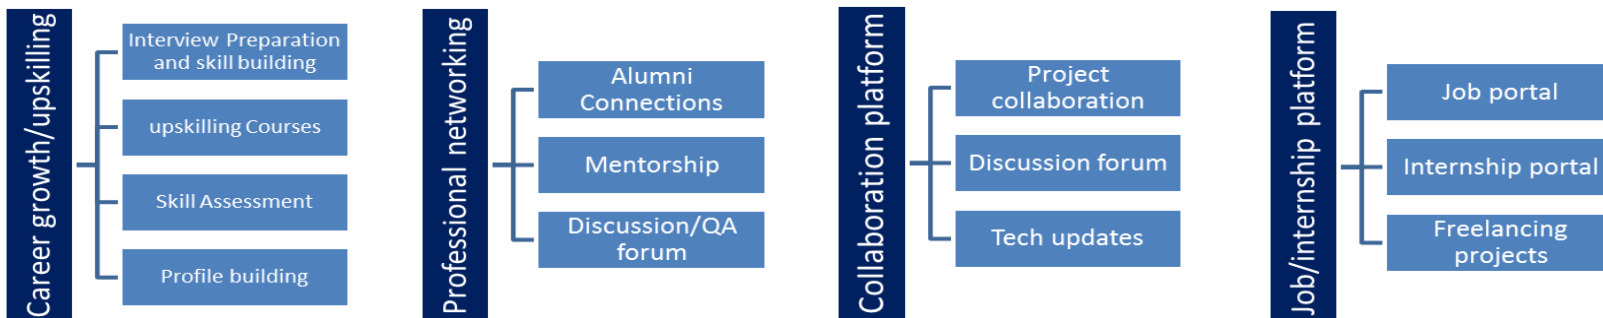 Career growth/upskilling
Interview Preparation
and skill building
upskilling Courses
Skill Assessment
Profile building
Professional networking
Alumni
Connections
Mentorship
Discussion/QA
forum
Collaboration platform
Project
collaboration
Discussion forum
Tech updates
Job/internship platform
Job portal
Internship portal
Freelancing
projects